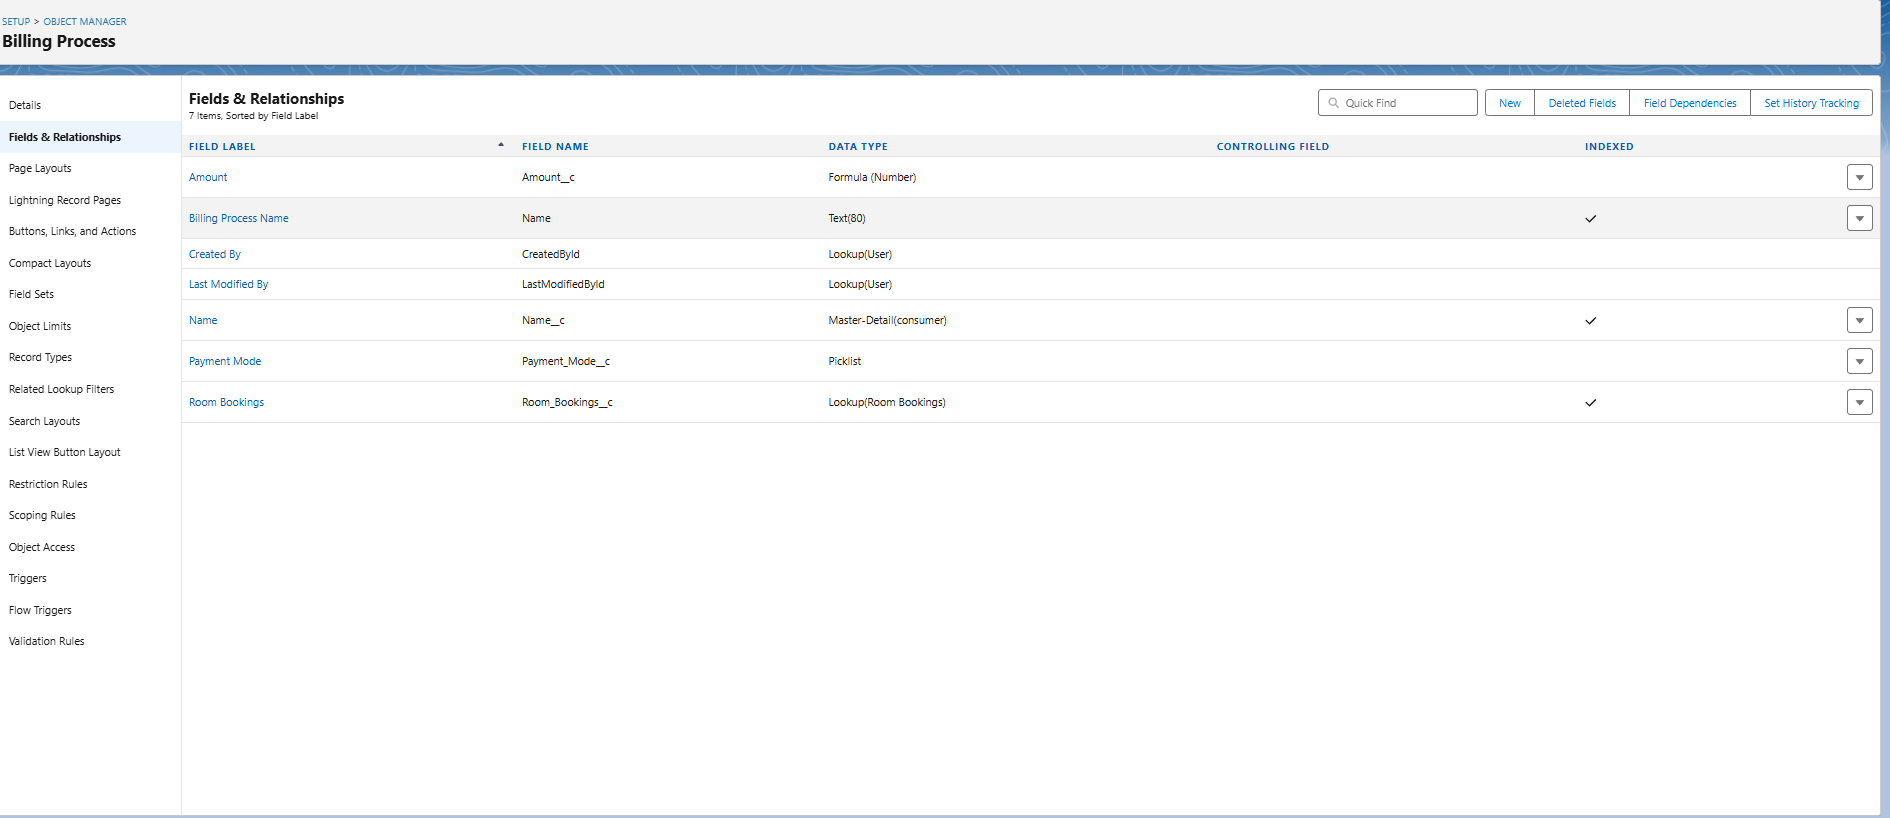 SETUP > OBJECT MANAGER
Billing Process
Details
Fields & Relationships
Page Layouts
Lightning Record Pages
Buttons, Links, and Actions
Compact Layouts
Field Sets
Object Limits
Record Types
Related Lookup Filters
Search Layouts
List View Button Layout
Restriction Rules
Scoping Rules
Object Access
Triggers
Flow Triggers
Validation Rules
Fields & Relationships
7 Items, Sorted by Field Label
Quick Find New Deleted Fields Field Dependencies Set History Tracking
FIELD LABEL FIELD NAME DATA TYPE CONTROLLING FIELD INDEXED
Amount Amount__c Formula (Number)
Billing Process Name Name Text(80)
Created By CreatedById Lookup(User)
Last Modified By LastModifiedById Lookup(User)
Name Name__c Master-Detail(consumer)
Payment Mode Payment_Mode__c Picklist
Room Bookings Room_Bookings__c Lookup(Room Bookings)